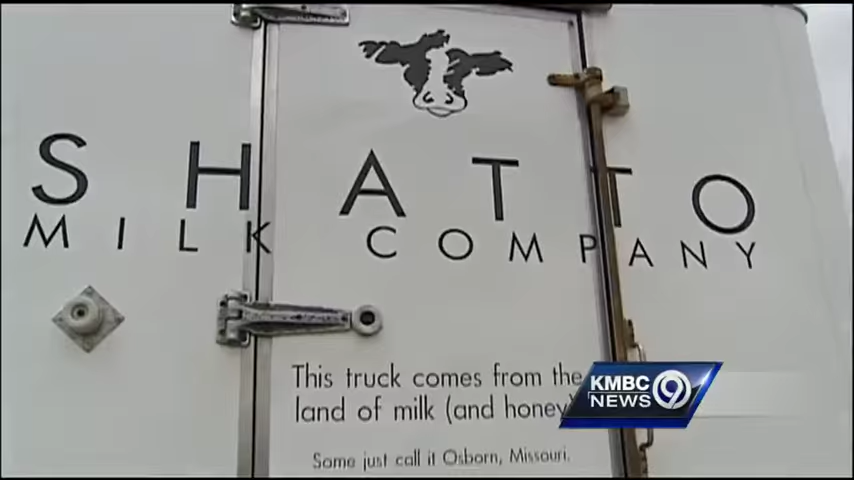 SHATTO
MILK COMPANY
This truck comes from the
land of milk (and honey)
Some just call it Osborn, Missouri.
KMBC 9
NEWS